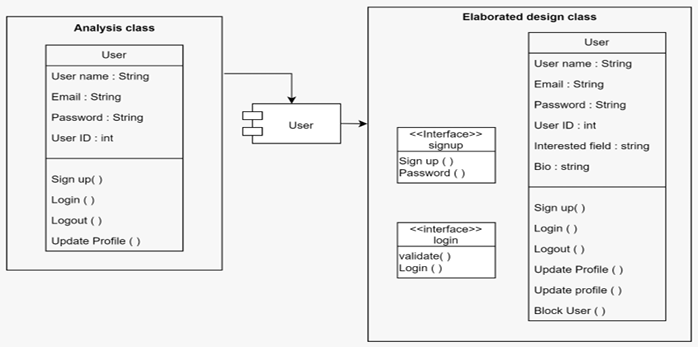 Analysis class
User
User name : String
Email : String
Password : String
User ID : int
Sign up( )
Login ( )
Logout ( )
Update Profile ( )
User
Elaborated design class
<<Interface>>
signup
Sign up ( )
Password ( )
<<interface>>
login
validate( )
Login ( )
User
User name : String
Email : String
Password : String
User ID : int
Interested field : string
Bio : string
Sign up( )
Login ( )
Logout ( )
Update Profile ( )
Update profile ( )
Block User ( )